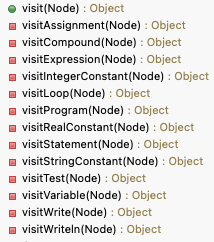 visit(Node) : Object
visitAssignment(Node) : Object
visitCompound(Node) : Object
visitExpression(Node) : Object
visitIntegerConstant(Node) : Object
visitLoop(Node) : Object
visitProgram(Node) : Object
visitRealConstant(Node) : Object
visitStatement(Node) : Object
visitStringConstant(Node) : Object
visitTest(Node) : Object
visitVariable(Node) : Object
visitWrite(Node) : Object
visitWriteln(Node) : Object